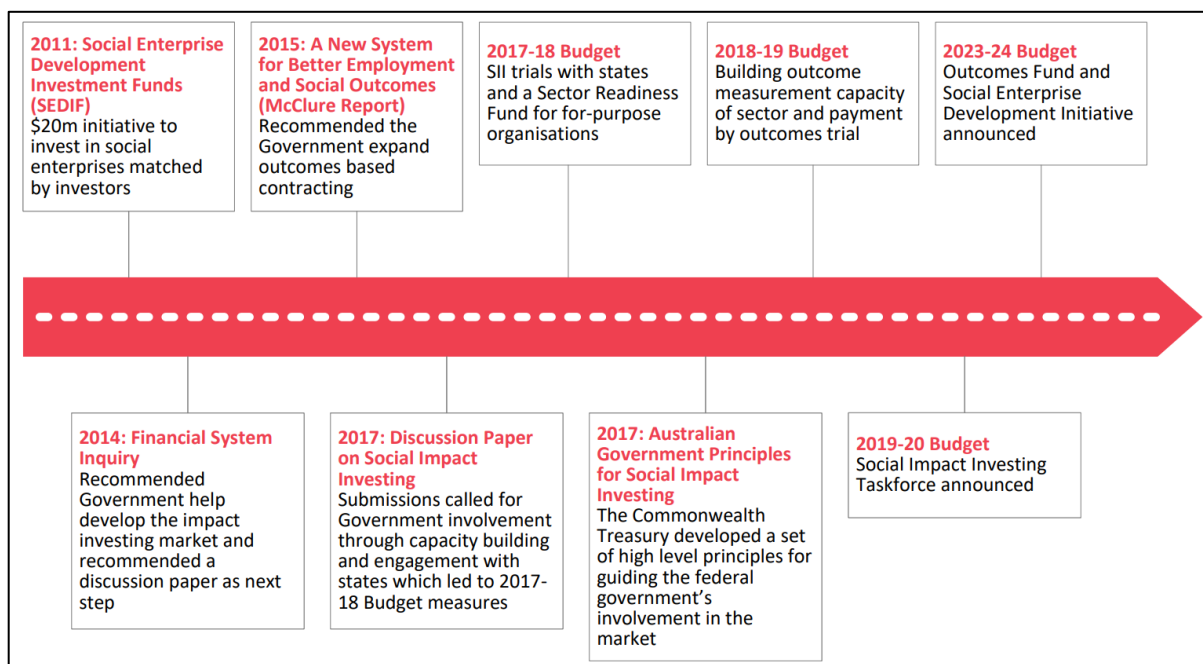 2011: Social Enterprise
Development
Investment Funds
(SEDIF)
$20m initiative to
invest in social
enterprises matched
by investors
2015: A New System
for Better Employment
and Social Outcomes
(McClure Report)
Recommended the
Government expand
outcomes based
contracting
2017-18 Budget
SII trials with states
and a Sector Readiness
Fund for for-purpose
organisations
2018-19 Budget
Building outcome
measurement capacity
of sector and payment
by outcomes trial
2023-24 Budget
Outcomes Fund and
Social Enterprise
Development Initiative
announced
2014: Financial System
Inquiry
Recommended
Government help
develop the impact
investing market and
recommended a
discussion paper as next
step
2017: Discussion Paper
on Social Impact
Investing
Submissions called for
Government involvement
through capacity building
and engagement with
states which led to 2017-
18 Budget measures
2017: Australian
Government Principles
for Social Impact
Investing
The Commonwealth
Treasury developed a set
of high level principles for
guiding the federal
government's
involvement in the
market
2019-20 Budget
Social Impact Investing
Taskforce announced